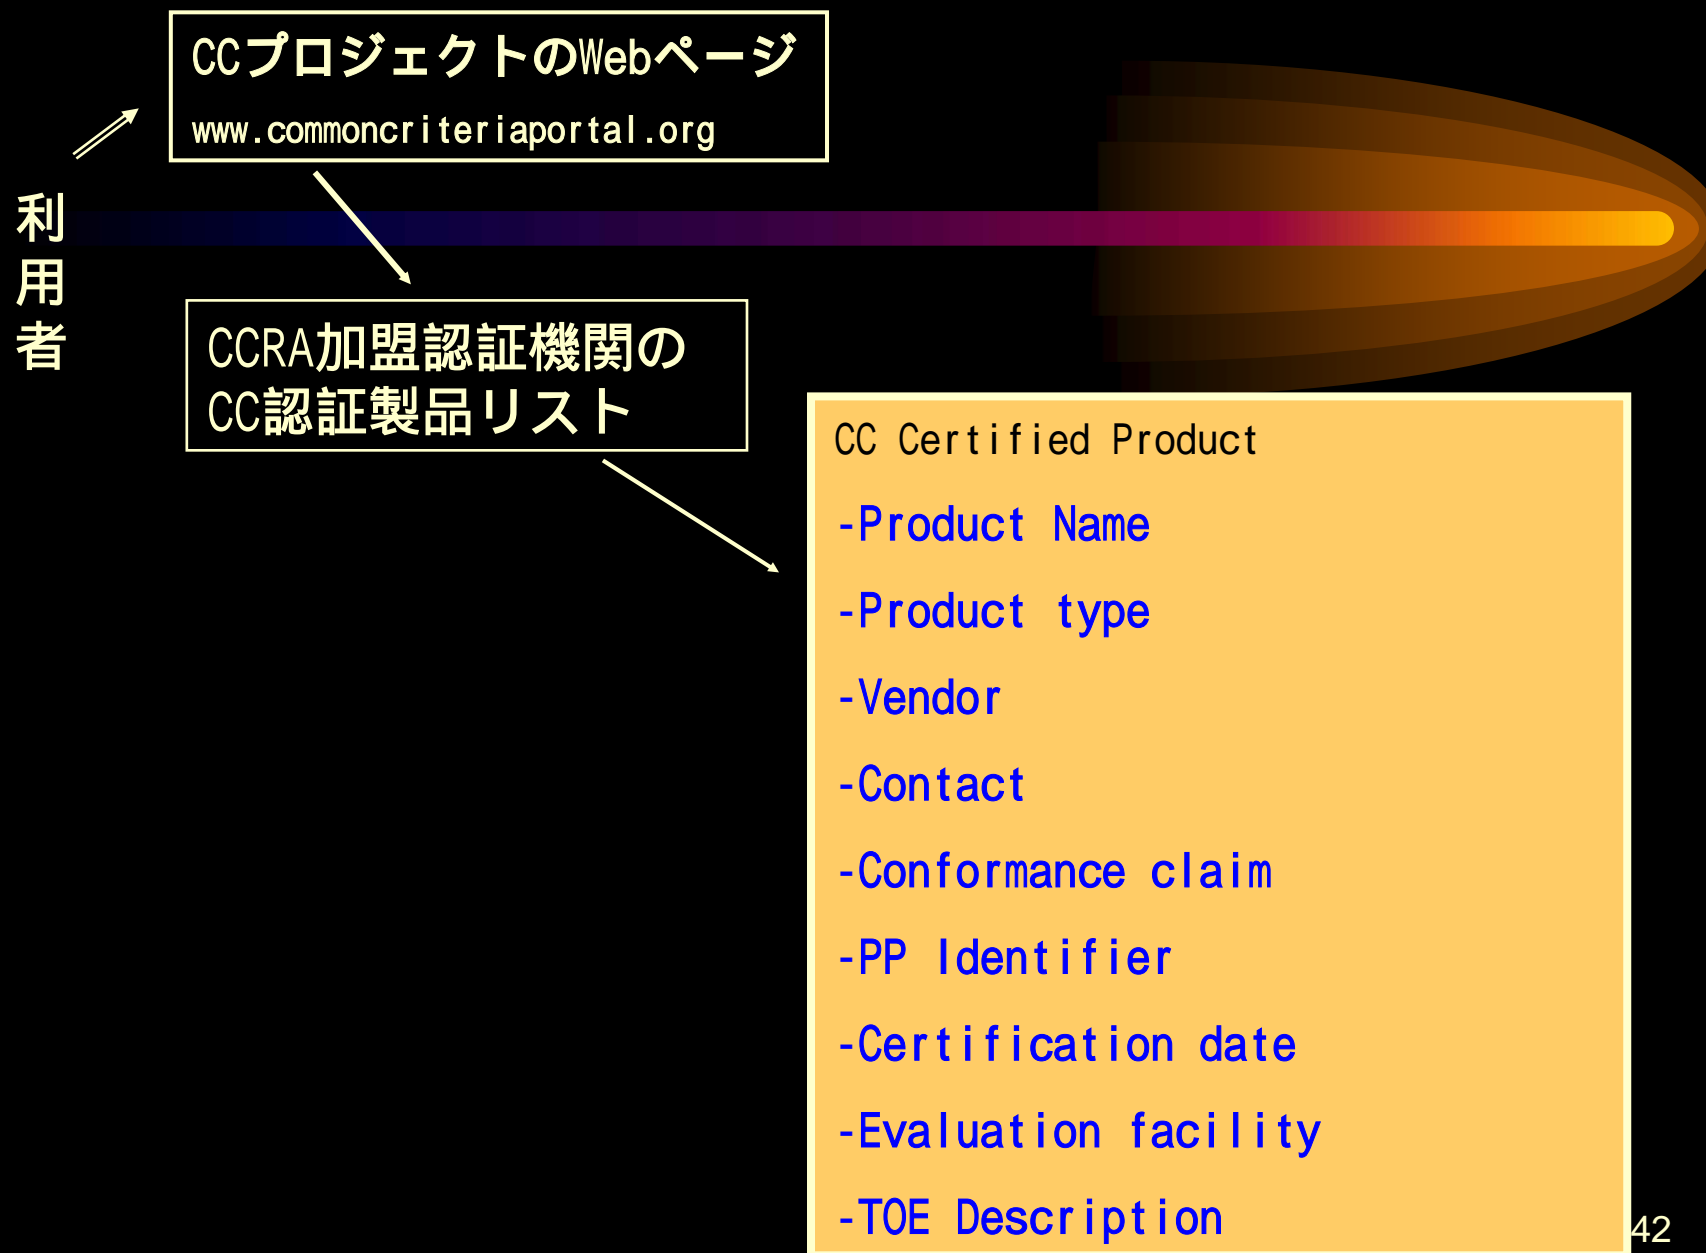 CCプロジェクトのWebページ
www.commoncriteriaportal.org
利用者
CCRA加盟認証機関の
CC認証製品リスト
CC Certified Product
-Product Name
-Product type
-Vendor
-Contact
-Conformance claim
-PP Identifier
-Certification date
-Evaluation facility
-TOE Description
42